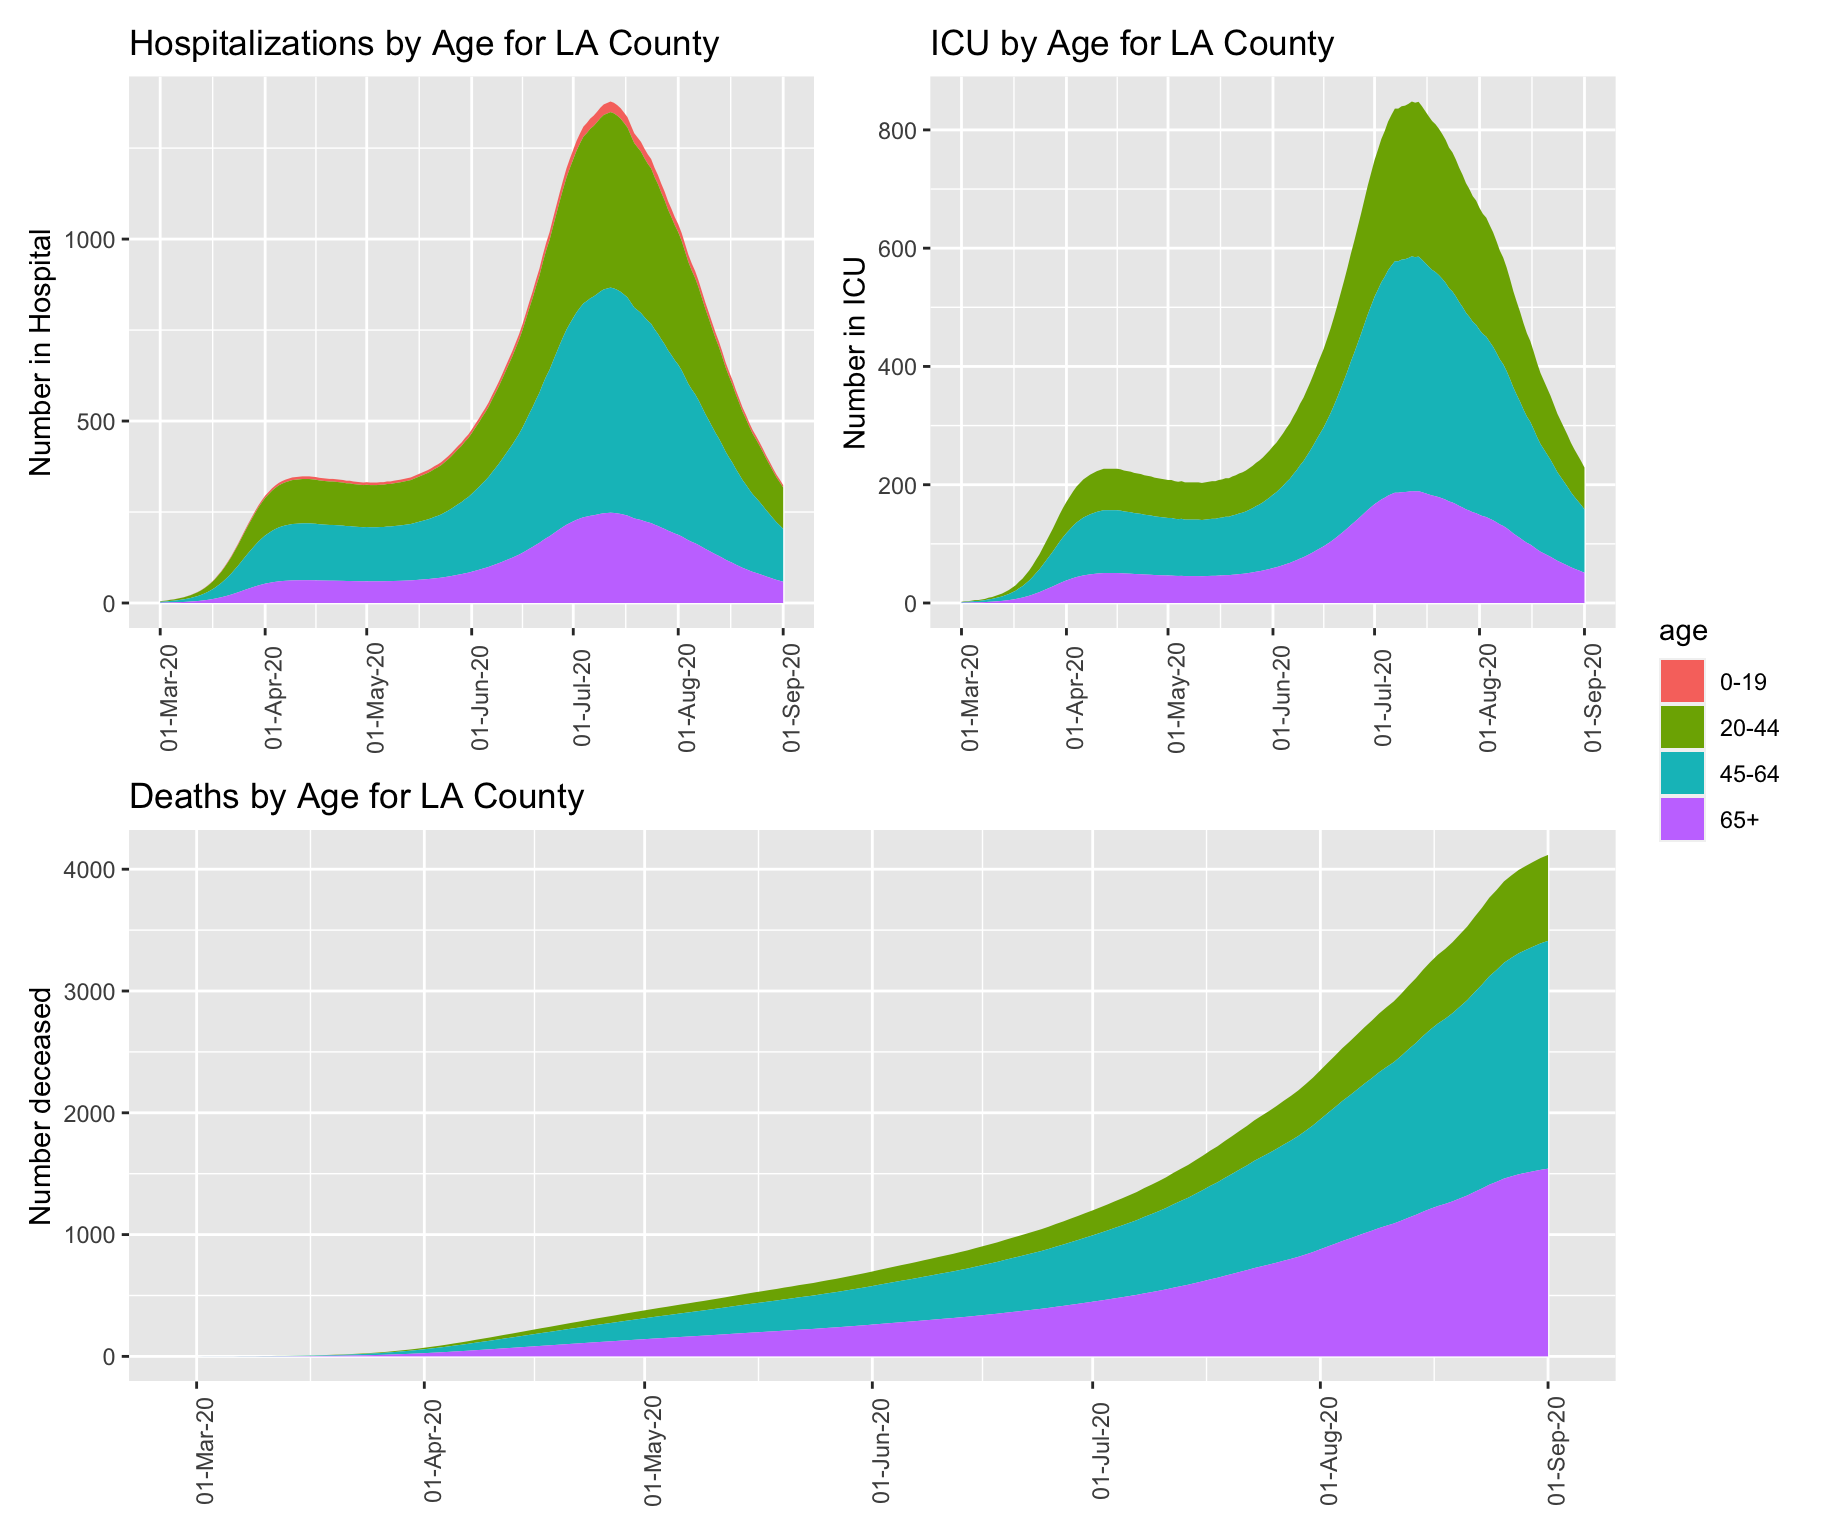 Hospitalizations by Age for LA County
Number in Hospital
1000
500
0
01-Mar-20
01-Apr-20
01-May-20
01-Jun-20
01-Jul-20
01-Aug-20
01-Sep-20
ICU by Age for LA County
Number in ICU
800
600
400
200
0
01-Mar-20
01-Apr-20
01-May-20
01-Jun-20
01-Jul-20
01-Aug-20
01-Sep-20
age
0-19
20-44
45-64
65+
Deaths by Age for LA County
Number deceased
4000
3000
2000
1000
0
01-Mar-20
01-Apr-20
01-May-20
01-Jun-20
01-Jul-20
01-Aug-20
01-Sep-20